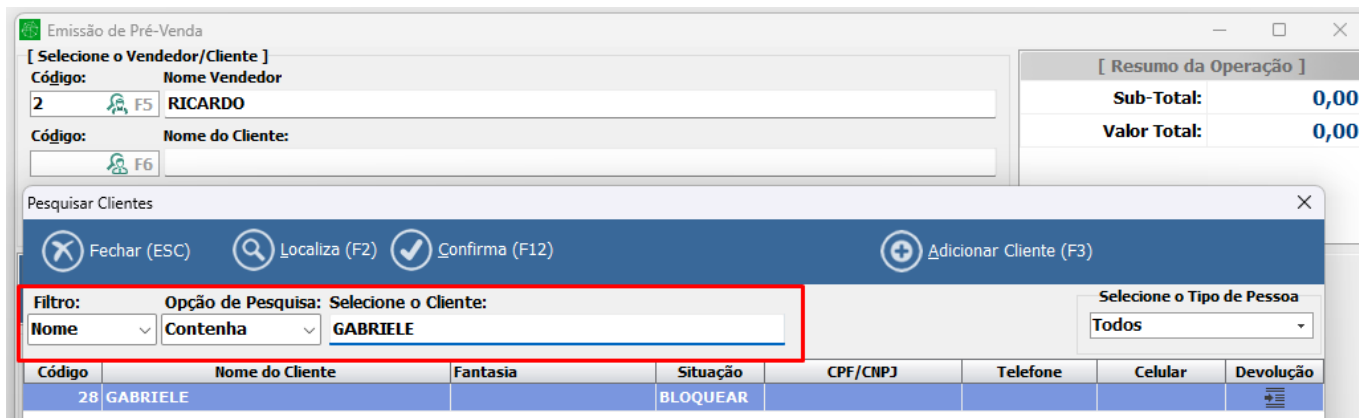 Emissão de Pré-Venda
[ Selecione o Vendedor/Cliente ]
Código: Nome Vendedor
2 F5 RICARDO
Código: Nome do Cliente:
F6
[ Resumo da Operação ]
Sub-Total: 0,00
Valor Total: 0,00
Pesquisar Clientes
Fechar (ESC) Localiza (F2) Confirma (F12) Adicionar Cliente (F3)
Filtro: Opção de Pesquisa: Selecione o Cliente:
Nome Contenha GABRIELE
Selecione o Tipo de Pessoa
Todos
Código Nome do Cliente Fantasia Situação CPF/CNPJ Telefone Celular Devolução
28 GABRIELE BLOQUEAR